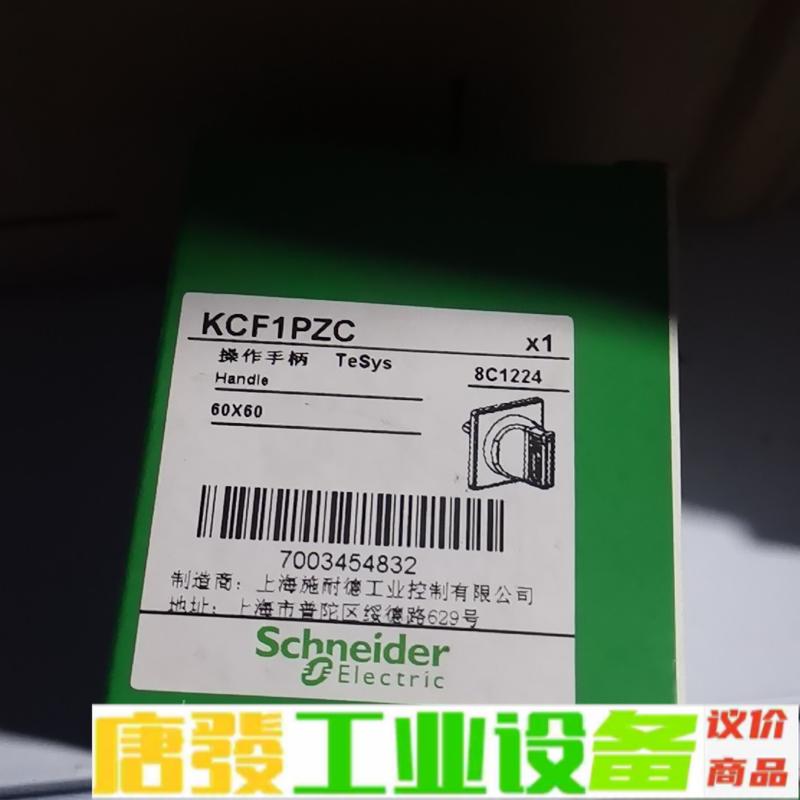 KCF1PZC
x1
操作手柄 TeSys
8C1224
Handle
60X60
7003454832
制造商: 上海施耐德工业控制有限公司
地址: 上海市普陀区绥德路629号
Schneider
Electric
唐發工业设备
议价
商品